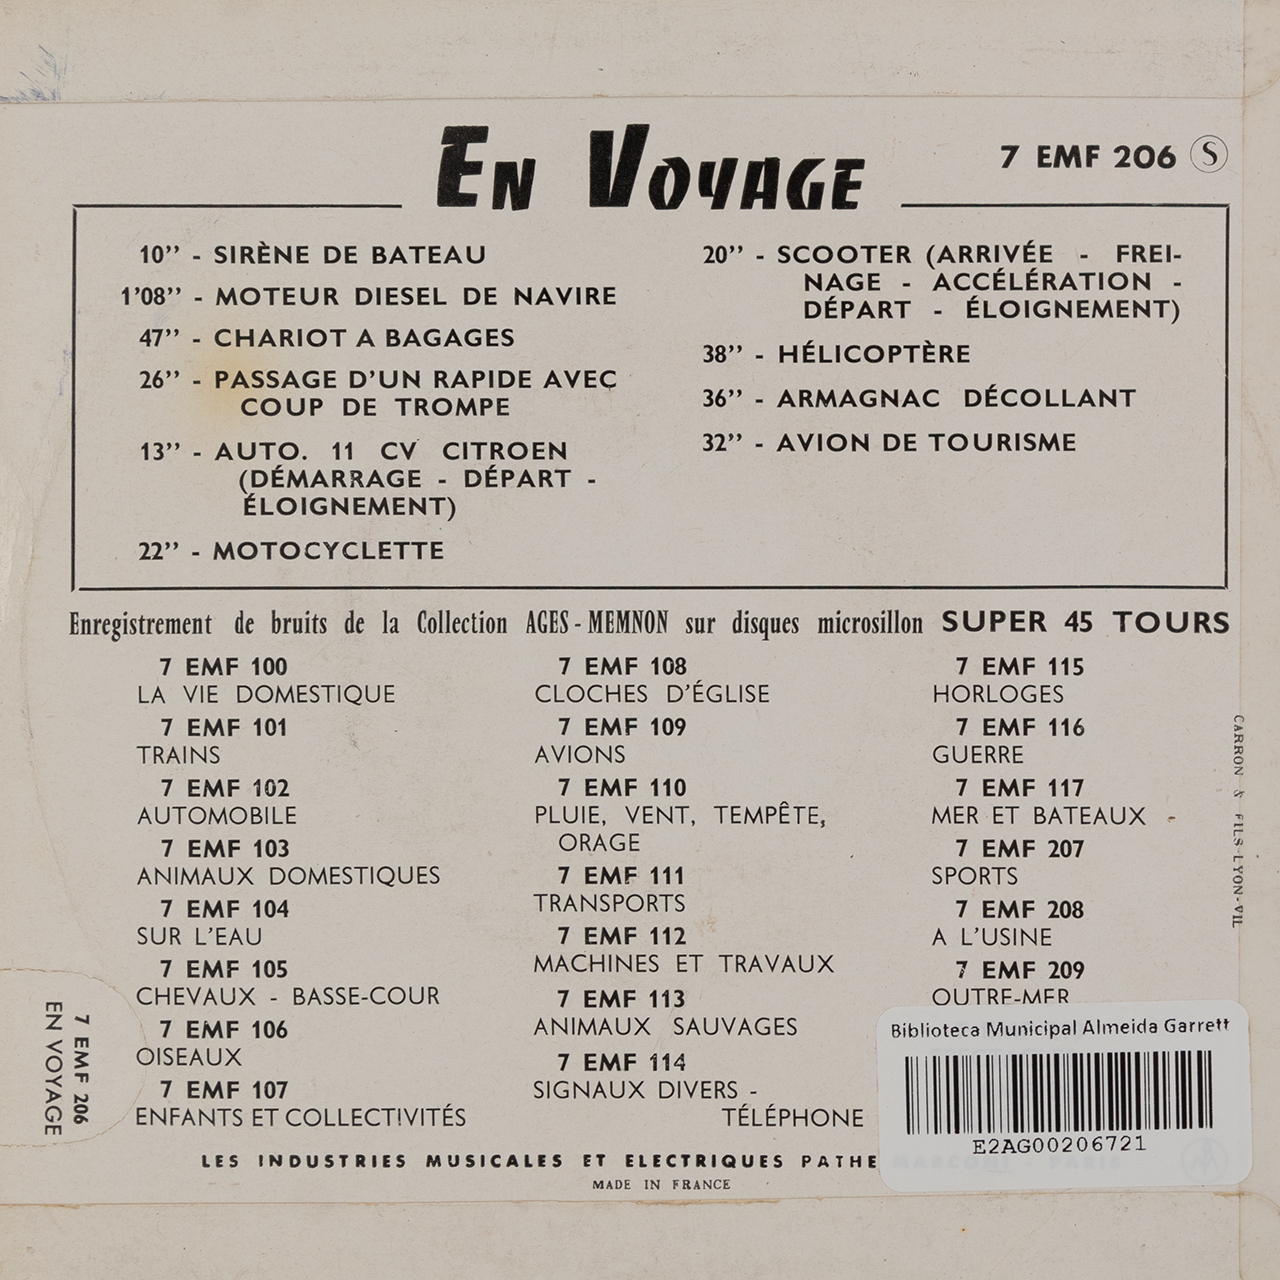 En Voyage
7 EMF 206 S
10’’ - SIRÈNE DE BATEAU
1’08’’ - MOTEUR DIESEL DE NAVIRE
47’’ - CHARIOT A BAGAGES
26’’ - PASSAGE D’UN RAPIDE AVEC
COUP DE TROMPE
13’’ - AUTO. 11 CV CITROEN
(DÉMARRAGE - DÉPART -
ÉLOIGNEMENT)
22’’ - MOTOCYCLETTE
20’’ - SCOOTER (ARRIVÉE - FREI-
NAGE - ACCÉLÉRATION -
DÉPART - ÉLOIGNEMENT)
38’’ - HÉLICOPTÈRE
36’’ - ARMAGNAC DÉCOLLANT
32’’ - AVION DE TOURISME
Enregistrement de bruits de la Collection AGES-MEMNON sur disques microsillon SUPER 45 TOURS
7 EMF 100
LA VIE DOMESTIQUE
7 EMF 101
TRAINS
7 EMF 102
AUTOMOBILE
7 EMF 103
ANIMAUX DOMESTIQUES
7 EMF 104
SUR L’EAU
7 EMF 105
CHEVAUX - BASSE-COUR
7 EMF 106
OISEAUX
7 EMF 107
ENFANTS ET COLLECTIVITÉS
7 EMF 108
CLOCHES D’ÉGLISE
7 EMF 109
AVIONS
7 EMF 110
PLUIE, VENT, TEMPÊTE,
ORAGE
7 EMF 111
TRANSPORTS
7 EMF 112
MACHINES ET TRAVAUX
7 EMF 113
ANIMAUX SAUVAGES
7 EMF 114
SIGNAUX DIVERS -
TÉLÉPHONE
7 EMF 115
HORLOGES
7 EMF 116
GUERRE
7 EMF 117
MER ET BATEAUX
7 EMF 207
SPORTS
7 EMF 208
A L’USINE
7 EMF 209
OUTRE-MER
CARRON & FILS-LYON-VIL
7 EMF 206
EN VOYAGE
Biblioteca Municipal Almeida Garrett
E2AG00206721
LES INDUSTRIES MUSICALES ET ELECTRIQUES PATHE MARCONI - PARIS
MADE IN FRANCE